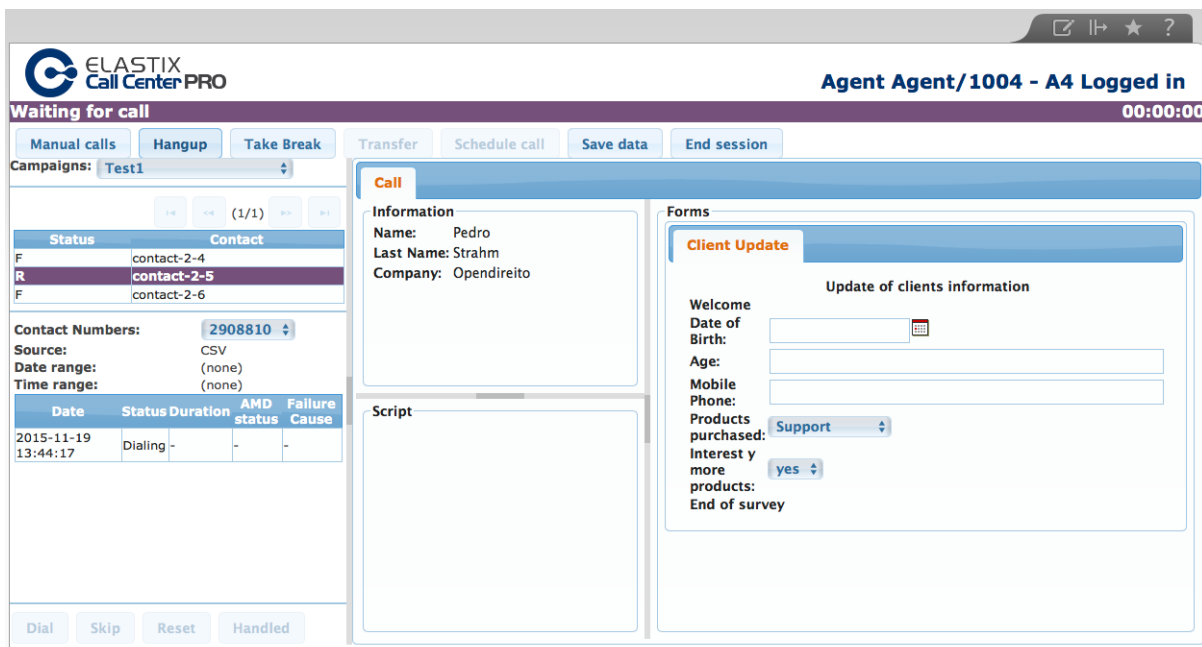 ?
ELASTIX
Call Center PRO
Agent Agent/1004 - A4 Logged in
Waiting for call 00:00:00
Manual calls Hangup Take Break Transfer Schedule call Save data End session
Campaigns: Test1
(1/1)
Status Contact
F contact-2-4
R contact-2-5
F contact-2-6
Contact Numbers: 2908810
Source: CSV
Date range: (none)
Time range: (none)
Date Status Duration AMD status Failure Cause
2015-11-19 13:44:17 Dialing - - -
Dial Skip Reset Handled
Call
Information
Name: Pedro
Last Name: Strahm
Company: Opendireito
Script
Forms
Client Update
Update of clients information
Welcome
Date of Birth:
Age:
Mobile Phone:
Products purchased: Support
Interest y more products: yes
End of survey